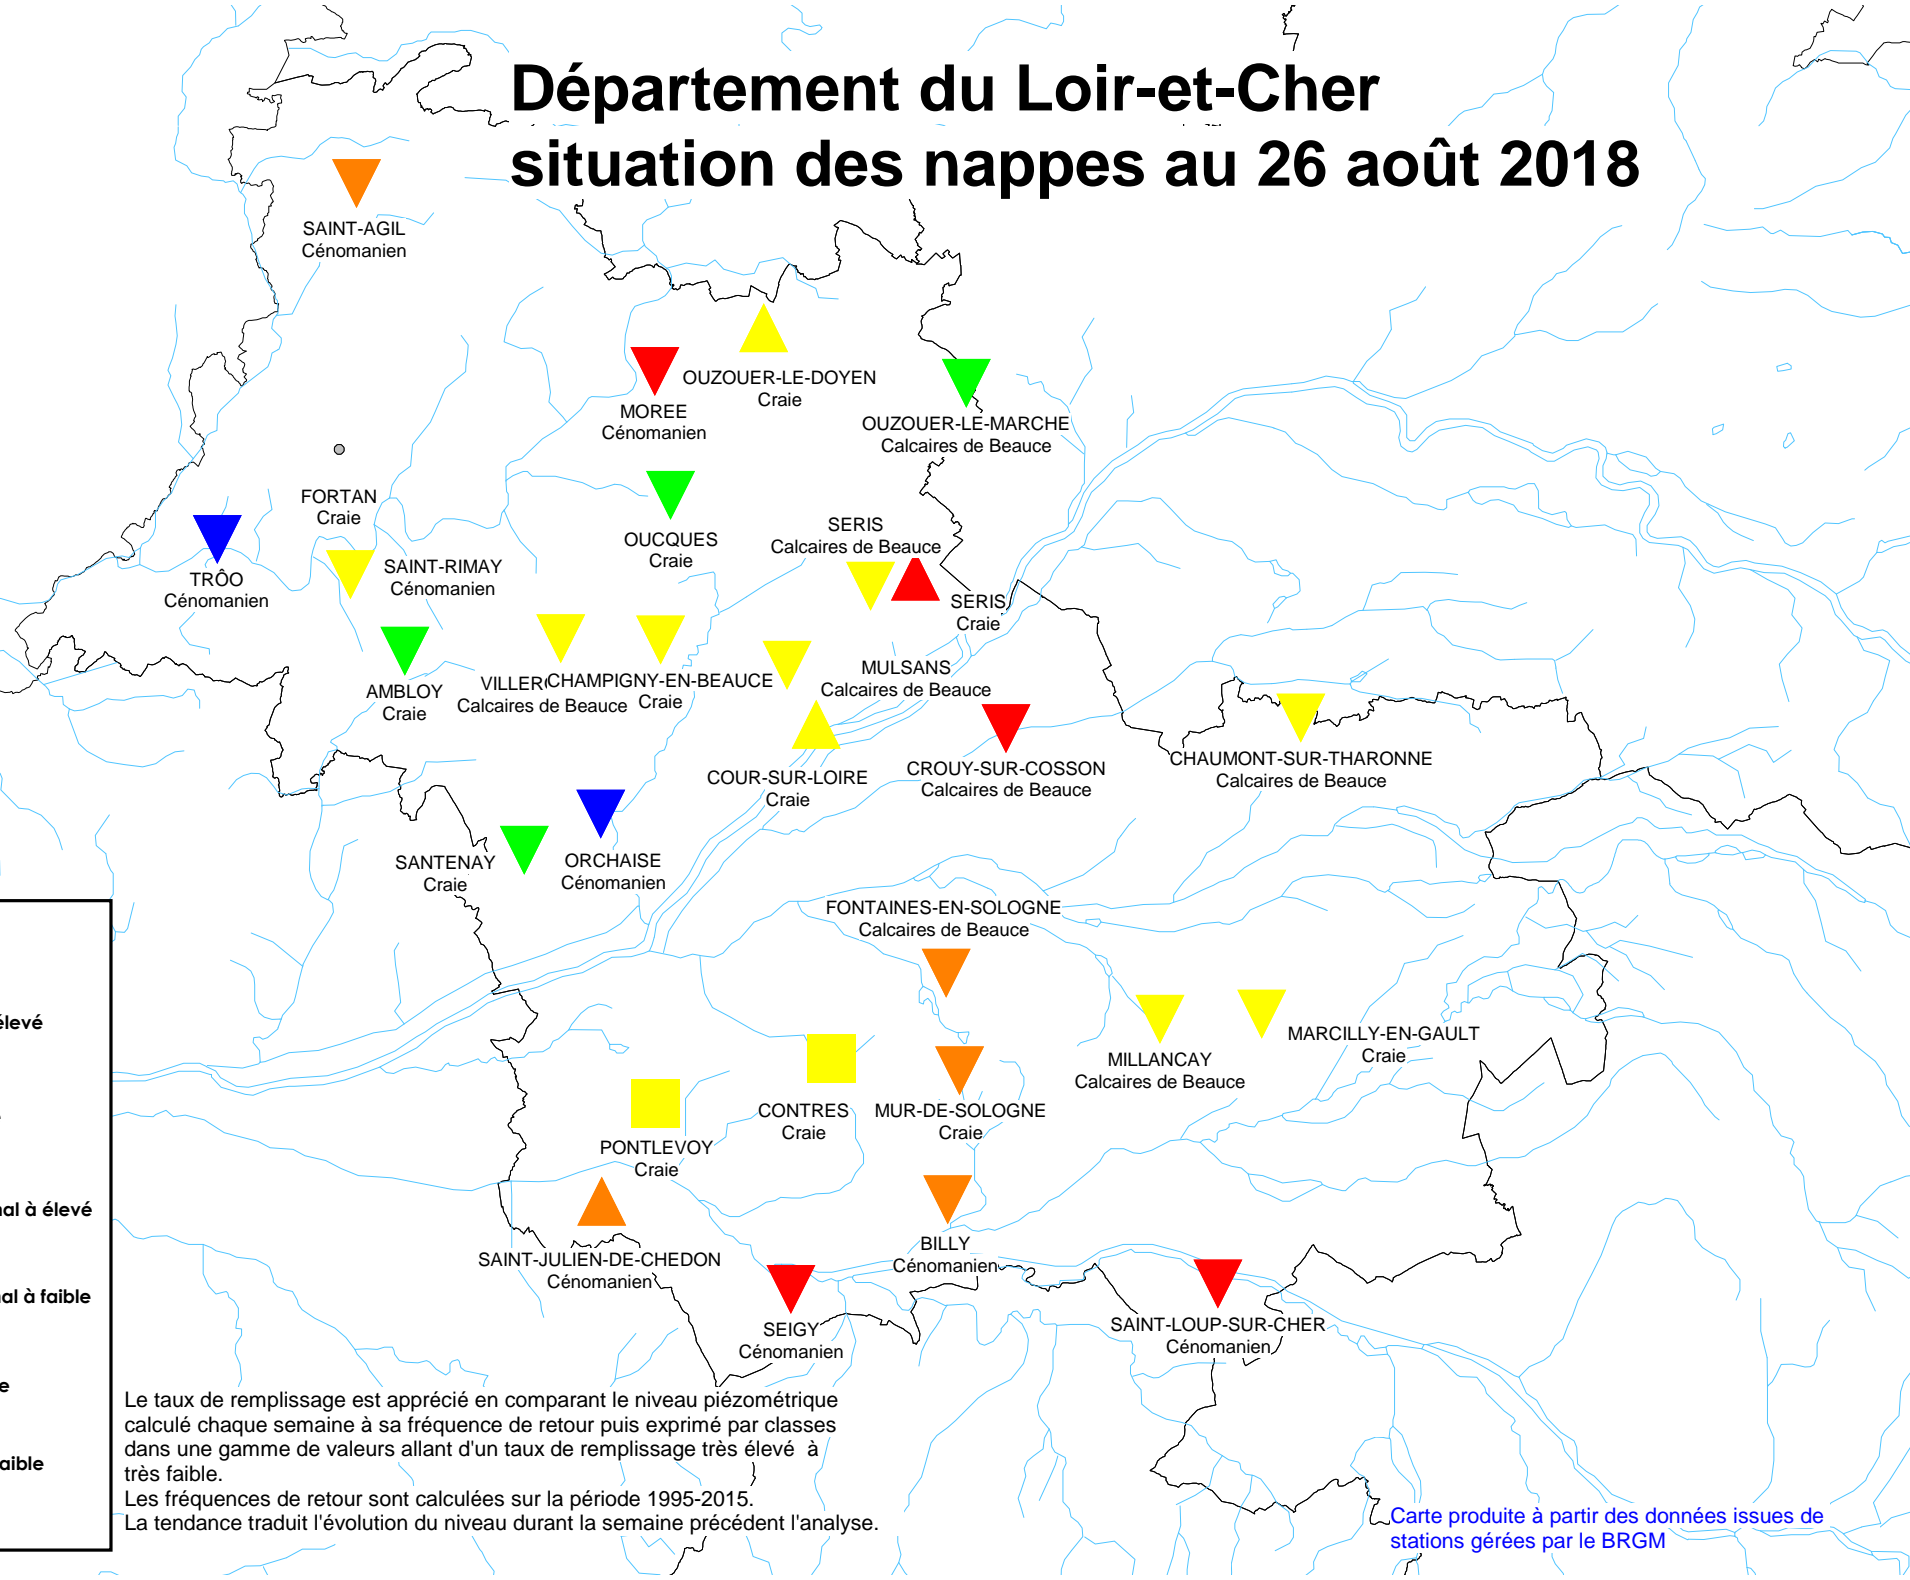 Département du Loir-et-Cher
situation des nappes au 26 août 2018
SAINT-AGIL
Cénomanien
OUZOUER-LE-DOYEN
Craie
MOREE
Cénomanien
OUZOUER-LE-MARCHE
Calcaires de Beauce
FORTAN
Craie
OUCQUES
Craie
SERIS
Calcaires de Beauce
TRÔO
Cénomanien
SAINT-RIMAY
Cénomanien
SERIS
Craie
AMBLOY
Craie
Calcaires de Beauce
CHAMPIGNY-EN-BEAUCE
Craie
MULSANS
Calcaires de Beauce
COUR-SUR-LOIRE
Craie
CROUY-SUR-COSSON
Calcaires de Beauce
CHAUMONT-SUR-THARONNE
Calcaires de Beauce
SANTENAY
Craie
ORCHAISE
Cénomanien
FONTAINES-EN-SOLOGNE
Calcaires de Beauce
MILLANCAY
Calcaires de Beauce
MARCILLY-EN-GAULT
Craie
CONTRES
Craie
MUR-DE-SOLOGNE
Craie
PONTLEVOY
Craie
SAINT-JULIEN-DE-CHEDON
Cénomanien
BILLY
Cénomanien
SEIGY
Cénomanien
SAINT-LOUP-SUR-CHER
Cénomanien
élevé
à élevé
à faible
Le taux de remplissage est apprécié en comparant le niveau piézométrique
calculé chaque semaine à sa fréquence de retour puis exprimé par classes
dans une gamme de valeurs allant d'un taux de remplissage très élevé à
très faible.
Les fréquences de retour sont calculées sur la période 1995-2015.
La tendance traduit l'évolution du niveau durant la semaine précédent l'analyse.
Carte produite à partir des données issues de
stations gérées par le BRGM